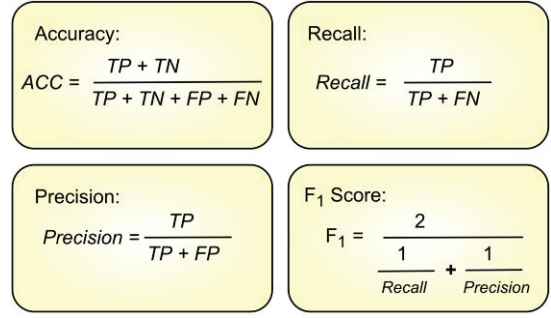 Accuracy:
ACC = TP + TN / TP + TN + FP + FN
Recall:
Recall = TP / TP + FN
Precision:
Precision = TP / TP + FP
F₁ Score:
F₁ = 2 / 1 / Recall + 1 / Precision